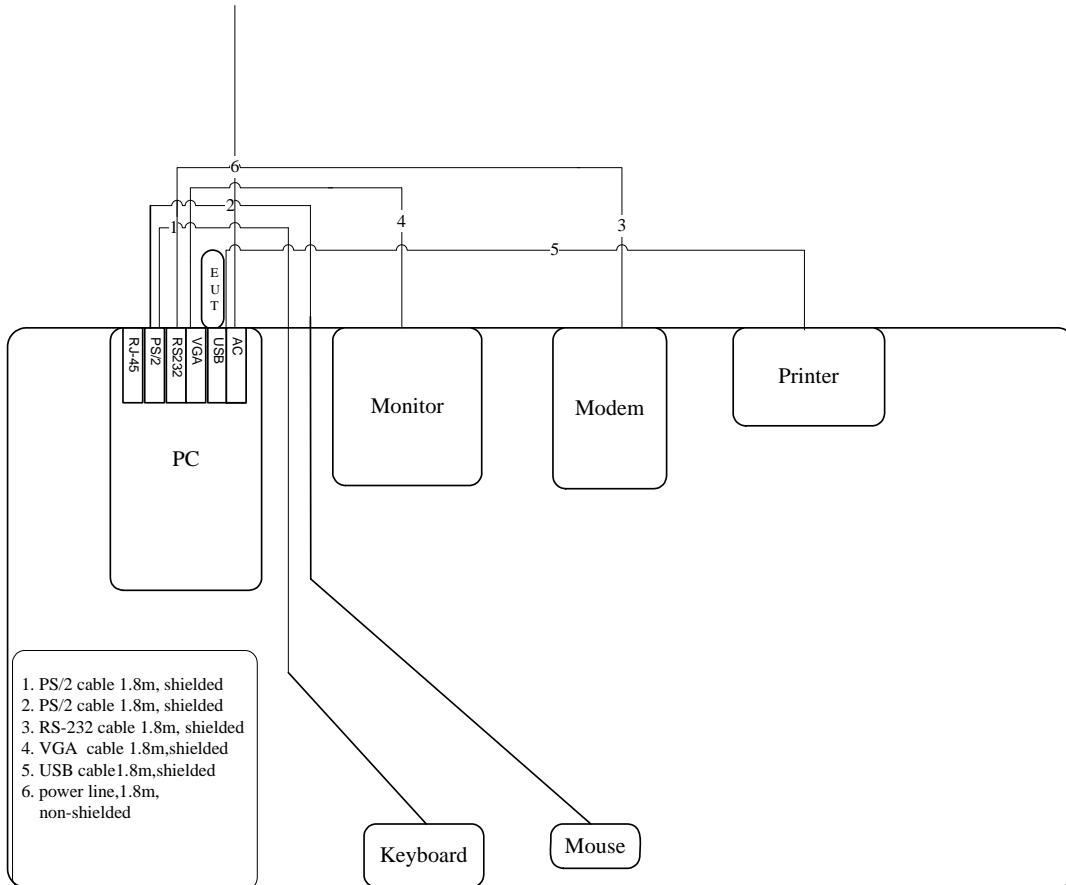 6
2
4
3
1
5
E
U
T
RJ-45
PS/2
RS232
VGA
USB
AC
Monitor
Modem
Printer
PC
1. PS/2 cable 1.8m, shielded
2. PS/2 cable 1.8m, shielded
3. RS-232 cable 1.8m, shielded
4. VGA cable 1.8m,shielded
5. USB cable1.8m,shielded
6. power line,1.8m,
non-shielded
Keyboard
Mouse